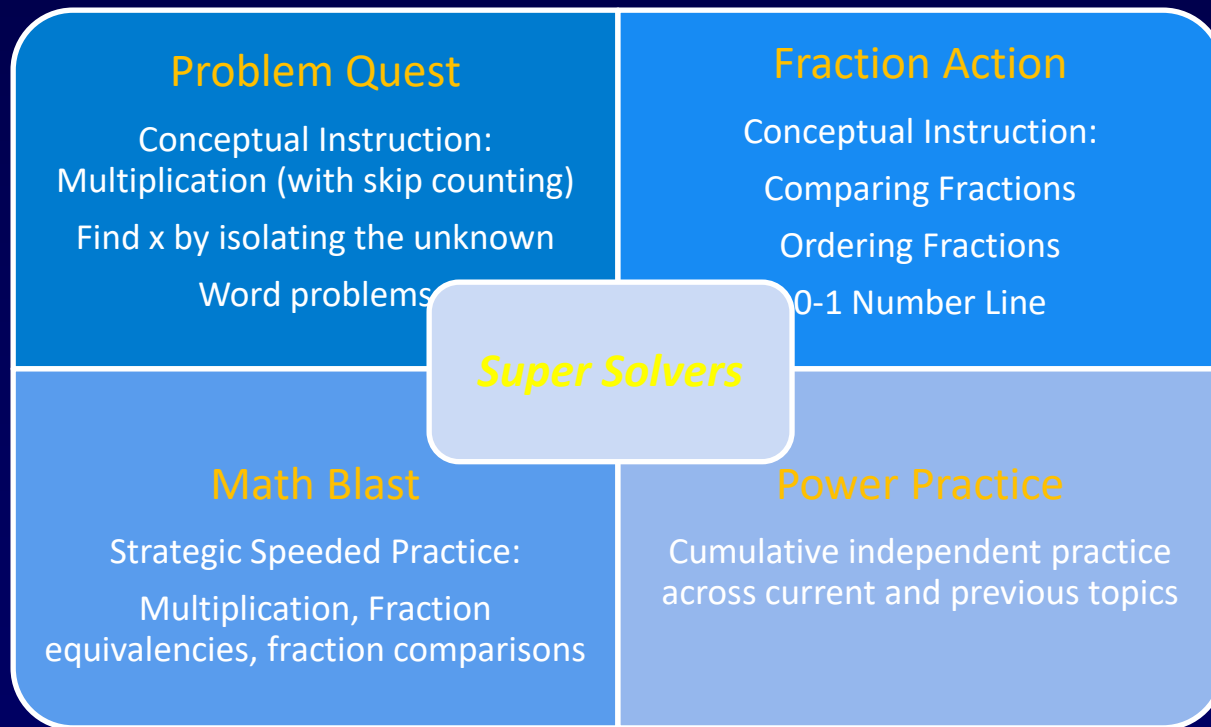 Problem Quest
Conceptual Instruction:
Multiplication (with skip counting)
Find x by isolating the unknown
Word problems
Fraction Action
Conceptual Instruction:
Comparing Fractions
Ordering Fractions
0-1 Number Line
Super Solvers
Math Blast
Strategic Speeded Practice:
Multiplication, Fraction
equivalencies, fraction comparisons
Power Practice
Cumulative independent practice
across current and previous topics